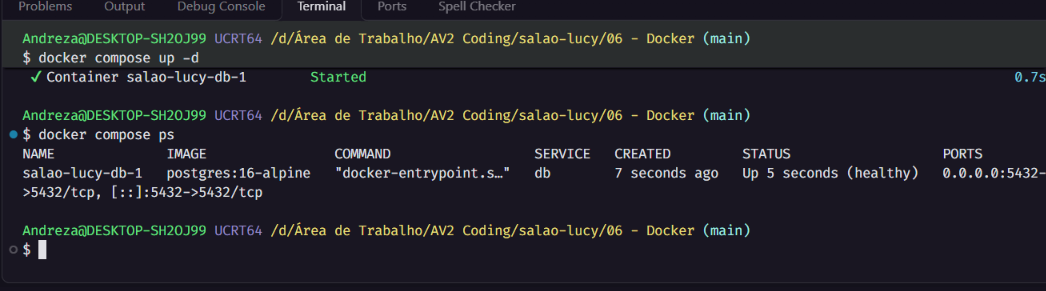 Problems Output Debug Console Terminal Ports Spell Checker
Andreza@DESKTOP-SH2OJ99 UCRT64 /d/Área de Trabalho/AV2 Coding/salao-lucy/06 - Docker (main)
$ docker compose up -d
✓ Container salao-lucy-db-1 Started 0.7s
Andreza@DESKTOP-SH2OJ99 UCRT64 /d/Área de Trabalho/AV2 Coding/salao-lucy/06 - Docker (main)
$ docker compose ps
NAME IMAGE COMMAND SERVICE CREATED STATUS PORTS
salao-lucy-db-1 postgres:16-alpine "docker-entrypoint.s…" db 7 seconds ago Up 5 seconds (healthy) 0.0.0.0:5432-
>5432/tcp, [::]:5432->5432/tcp
Andreza@DESKTOP-SH2OJ99 UCRT64 /d/Área de Trabalho/AV2 Coding/salao-lucy/06 - Docker (main)
$